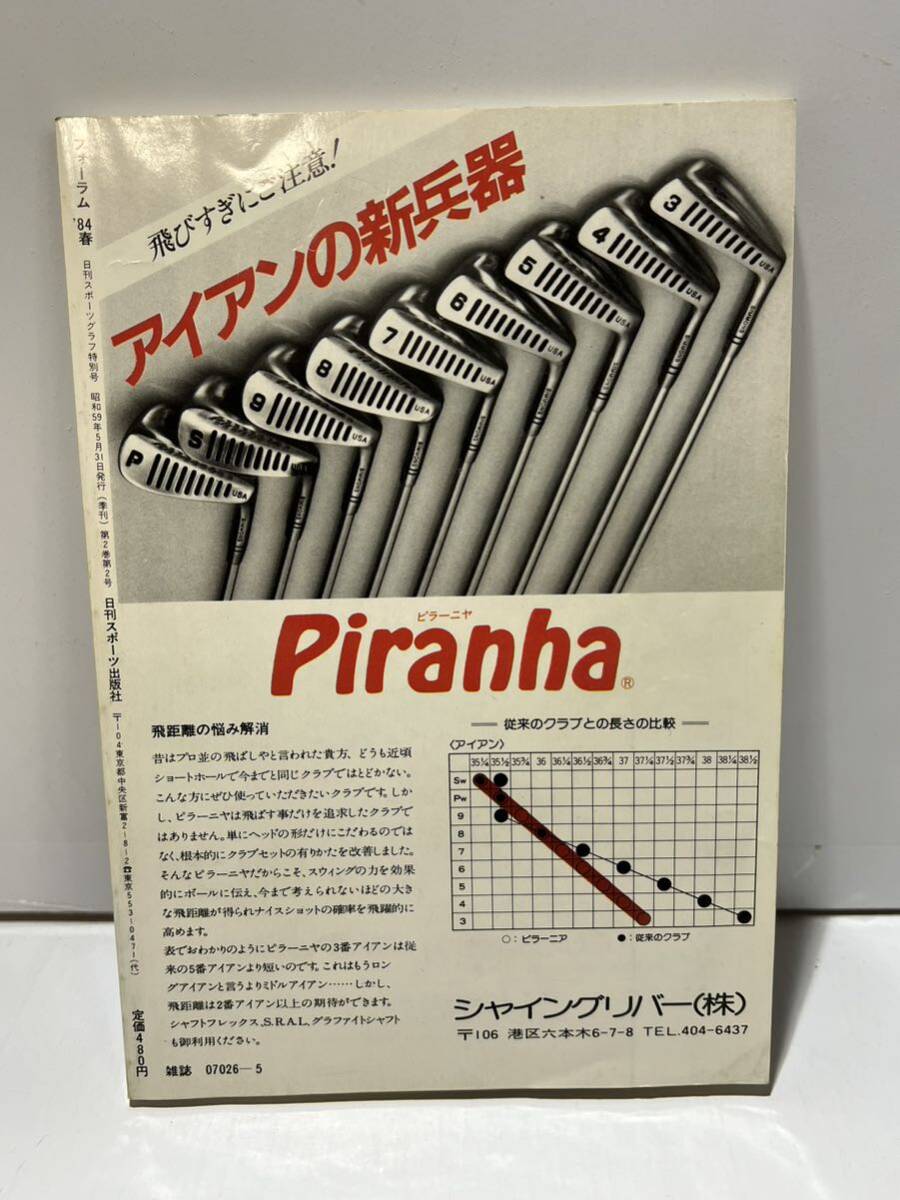 フォーラム '84春 日刊スポーツグラフ特別号 昭和59年5月31日発行(季刊)第2巻第2号 日刊スポーツ出版社 〒104東京都中央区新富2-8-2☎東京553-0471(代)
定価480円
飛びすぎにご注意!
アイアンの新兵器
3
USA
4
USA
5
USA
6
USA
7
USA
8
USA
9
USA
S
USA
P
USA
ピラーニヤ
Piranha®
飛距離の悩み解消
昔はプロ並の飛ばしやと言われた貴方、どうも近頃
ショートホールで今までと同じクラブではとどかない。
こんな方にぜひ使っていただきたいクラブです。しか
し、ピラーニヤは飛ばす事だけを追求したクラブで
はありません。単にヘッドの形だけにこだわるのでは
なく、根本的にクラブセットの有りかたを改善しました。
そんなピラーニヤだからこそ、スウィングの力を効果
的にボールに伝え、今まで考えられないほどの大き
な飛距離が得られナイスショットの確率を飛躍的に
高めます。
表でおわかりのようにピラーニヤの3番アイアンは従
来の5番アイアンより短いのです。これはもうロン
グアイアンと言うよりミドルアイアン……しかし、
飛距離は2番アイアン以上の期待ができます。
シャフトフレックス、S.R.A.L、グラファイトシャフト
も御利用ください。
従来のクラブとの長さの比較
〈アイアン〉
35¼ 35½ 35¾ 36 36¼ 36½ 36¾ 37 37¼ 37½ 37¾ 38 38¼ 38½
Sw
Pw
9
8
7
6
5
4
3
○:ピラーニア ●:従来のクラブ
シャイングリバー(株)
〒106 港区六本木6-7-8 TEL.404-6437
雑誌 07026-5